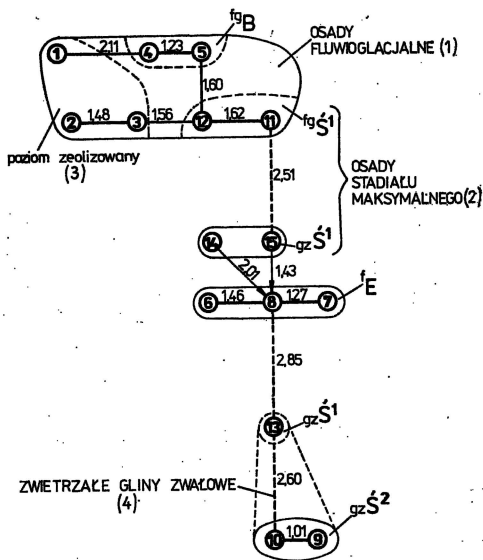 fgB
OSADY
FLUWIOGLACJALNE (1)
1 2,11 4 1,23 5
1,60
2 1,48 3 1,56 12 1,62 11
fgŚ1
poziom zeolizowany
(3)
OSADY
STADIAŁU
MAKSYMALNEGO(2)
2,51
14 15 gzŚ1
2,01 1,43
fE
6 1,46 8 1,27 7
2,85
13 gzŚ1
ZWIETRZAŁE GLINY ZWAŁOWE
(4)
2,60
gzŚ2
10 1,01 9